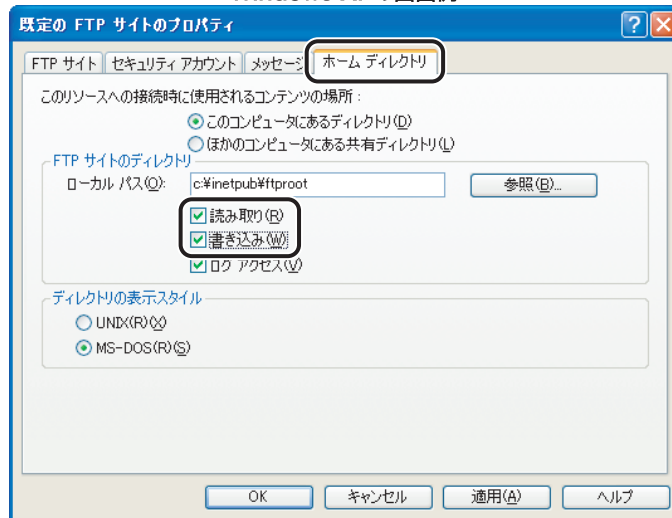 既定の FTP サイトのプロパティ
FTP サイト セキュリティ アカウント メッセージ ホーム ディレクトリ
このリソースへの接続時に使用されるコンテンツの場所:
このコンピュータにあるディレクトリ(D)
ほかのコンピュータにある共有ディレクトリ(L)
FTP サイトのディレクトリ
ローカル パス(O): c:¥inetpub¥ftproot 参照(B)...
読み取り(R)
書き込み(W)
ログ アクセス(V)
ディレクトリの表示スタイル
UNIX(R)(X)
MS-DOS(R)(S)
OK キャンセル 適用(A) ヘルプ